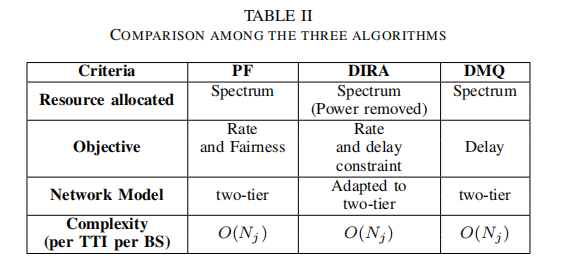 TABLE II
COMPARISON AMONG THE THREE ALGORITHMS
Criteria PF DIRA DMQ
Resource allocated Spectrum Spectrum (Power removed) Spectrum
Objective Rate and Fairness Rate and delay constraint Delay
Network Model two-tier Adapted to two-tier two-tier
Complexity (per TTI per BS) O(N_j) O(N_j) O(N_j)